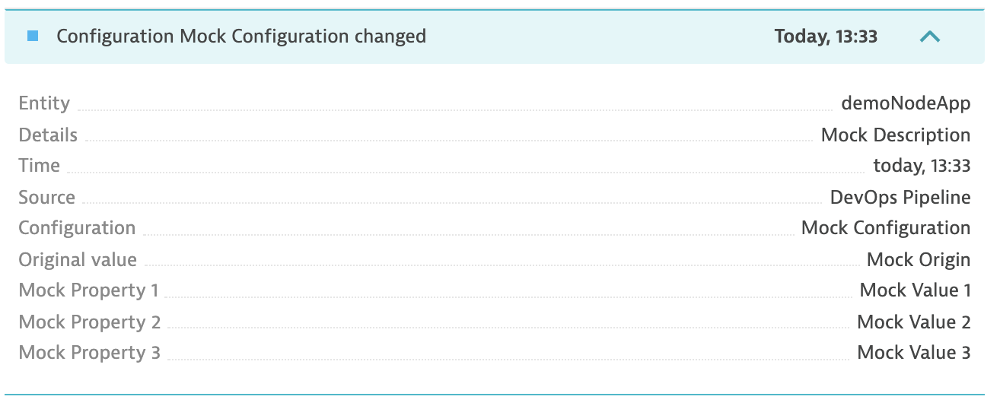 Configuration Mock Configuration changed Today, 13:33
Entity demoNodeApp
Details Mock Description
Time today, 13:33
Source DevOps Pipeline
Configuration Mock Configuration
Original value Mock Origin
Mock Property 1 Mock Value 1
Mock Property 2 Mock Value 2
Mock Property 3 Mock Value 3